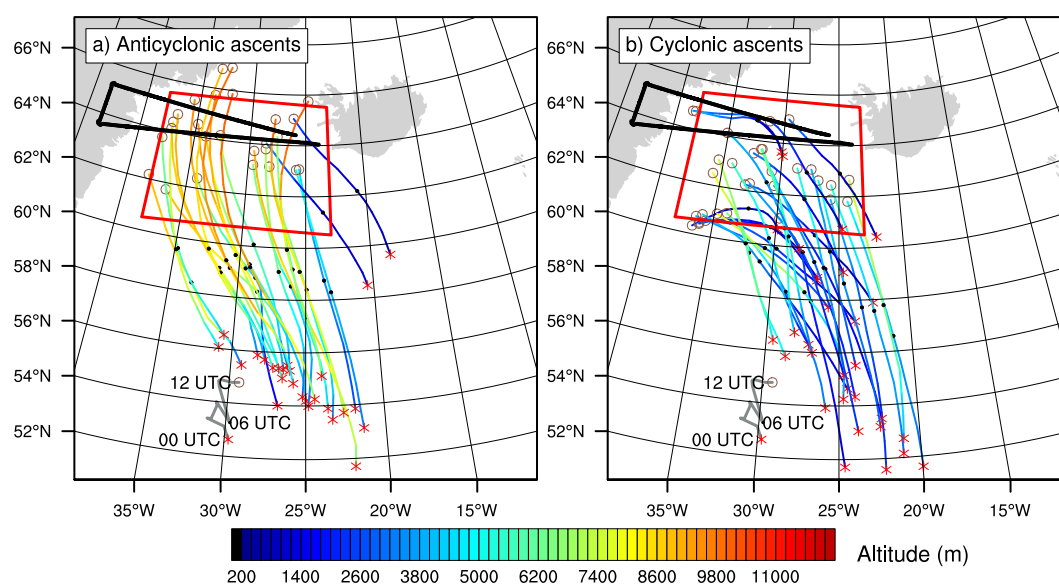 a) Anticyclonic ascents
b) Cyclonic ascents
66°N
64°N
62°N
60°N
58°N
56°N
54°N
52°N
12 UTC
06 UTC
00 UTC
35°W
30°W
25°W
20°W
66°N
64°N
62°N
60°N
58°N
56°N
54°N
52°N
12 UTC
06 UTC
00 UTC
35°W
30°W
25°W
20°W
200 1400 2600 3800 5000 6200 7400 8600 9800 11000
Altitude (m)